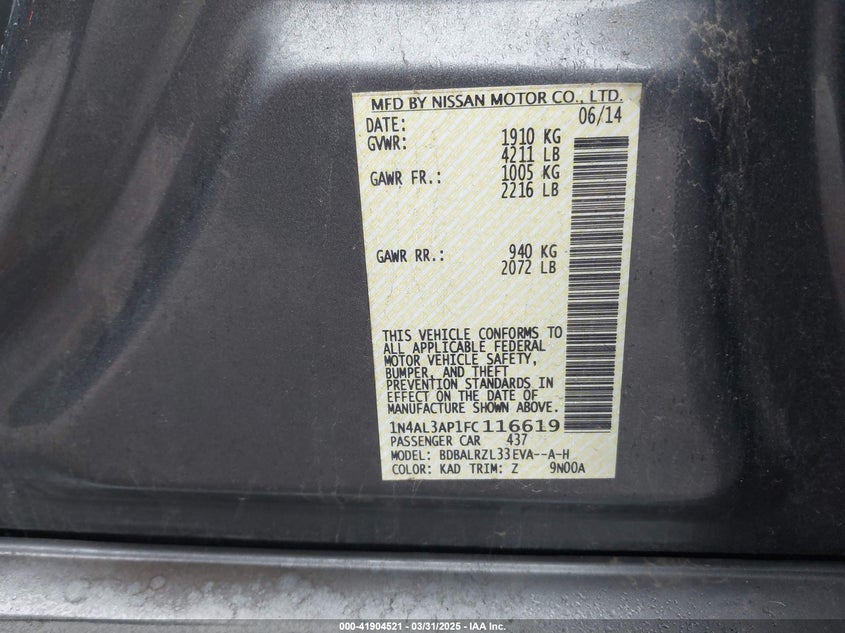 MFD BY NISSAN MOTOR CO., LTD.
DATE: 06/14
GVWR: 1910 KG
4211 LB
GAWR FR.: 1005 KG
2216 LB
GAWR RR.: 940 KG
2072 LB
THIS VEHICLE CONFORMS TO
ALL APPLICABLE FEDERAL
MOTOR VEHICLE SAFETY,
BUMPER, AND THEFT
PREVENTION STANDARDS IN
EFFECT ON THE DATE OF
MANUFACTURE SHOWN ABOVE.
1N4AL3AP1FC116619
PASSENGER CAR 437
MODEL: BDBALRZL33EVA--A-H
COLOR: KAD TRIM: Z 9N00A
000-41904521 - 03/31/2025 - IAA Inc.